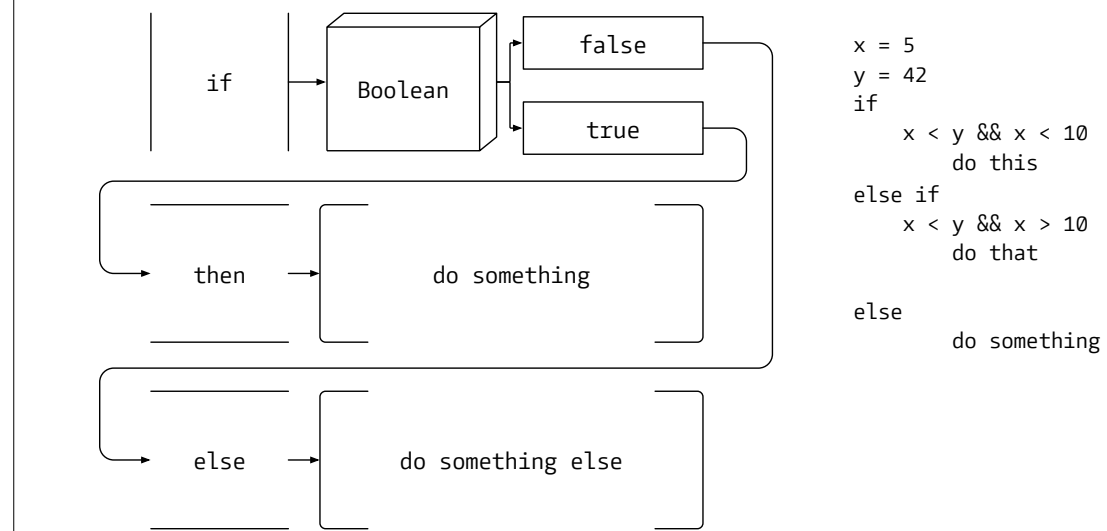 if
Boolean
false
true
then
do something
else
do something else
x = 5
y = 42
if
x < y && x < 10
do this
else if
x < y && x > 10
do that
else
do something